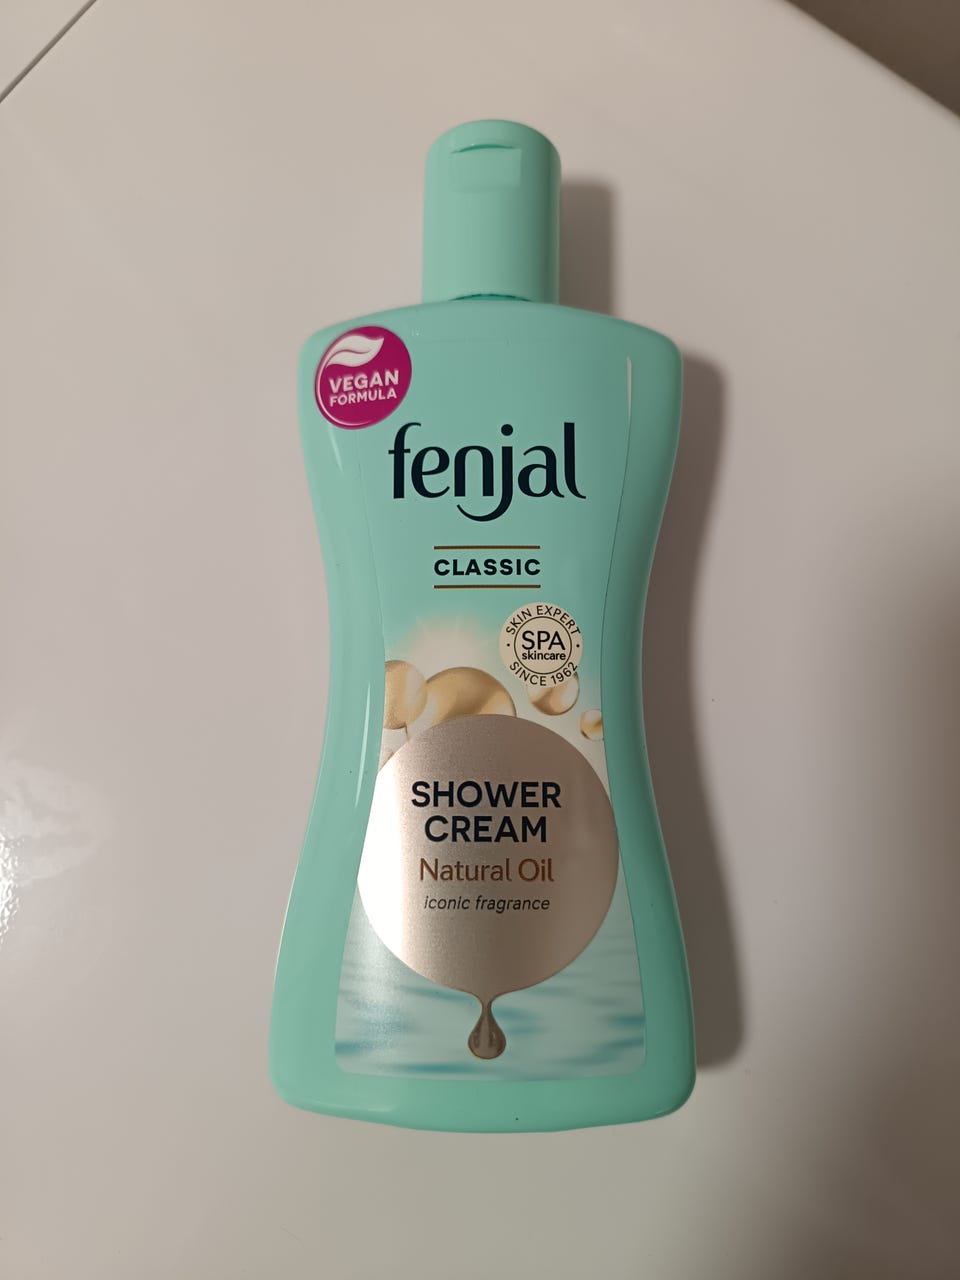 VEGAN
FORMULA
fenjal
CLASSIC
SKIN EXPERT
SPA
skincare
SINCE 1962
SHOWER
CREAM
Natural Oil
iconic fragrance